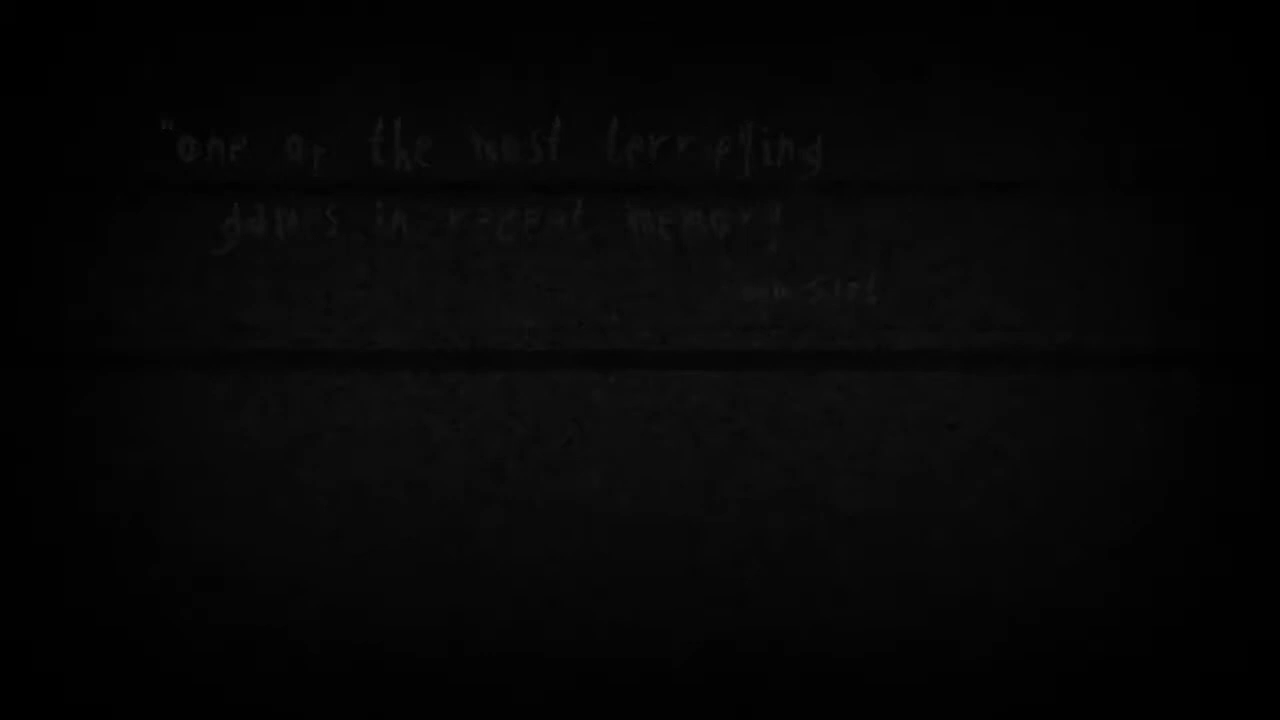 "one of the most terrifying
games in recent memory